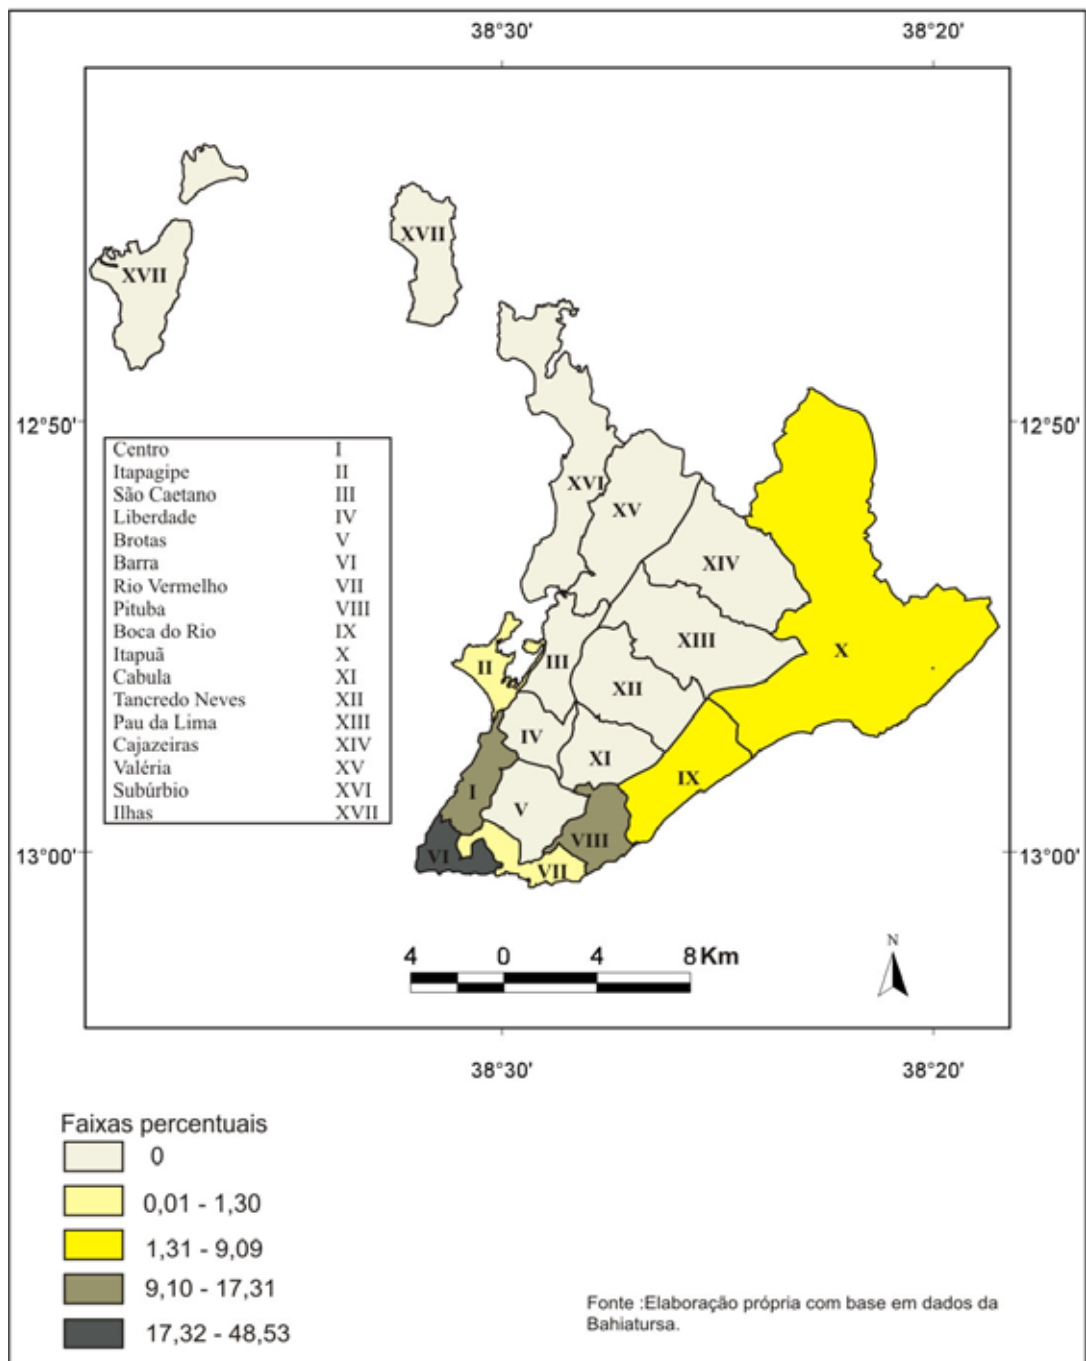 38°30' 38°20'
XVII
XVII
12°50' 12°50'
Centro I
Itapagipe II
São Caetano III
Liberdade IV
Brotas V
Barra VI
Rio Vermelho VII
Pituba VIII
Boca do Rio IX
Itapuã X
Cabula XI
Tancredo Neves XII
Pau da Lima XIII
Cajazeiras XIV
Valéria XV
Subúrbio XVI
Ilhas XVII
XVI
XV
XIV
XIII
X
III
II
XII
IV
XI
IX
I
V
VIII
VI
VII
13°00' 13°00'
4 0 4 8 Km
N
38°30' 38°20'
Faixas percentuais
0
0,01 - 1,30
1,31 - 9,09
9,10 - 17,31
17,32 - 48,53
Fonte :Elaboração própria com base em dados da
Bahiatursa.